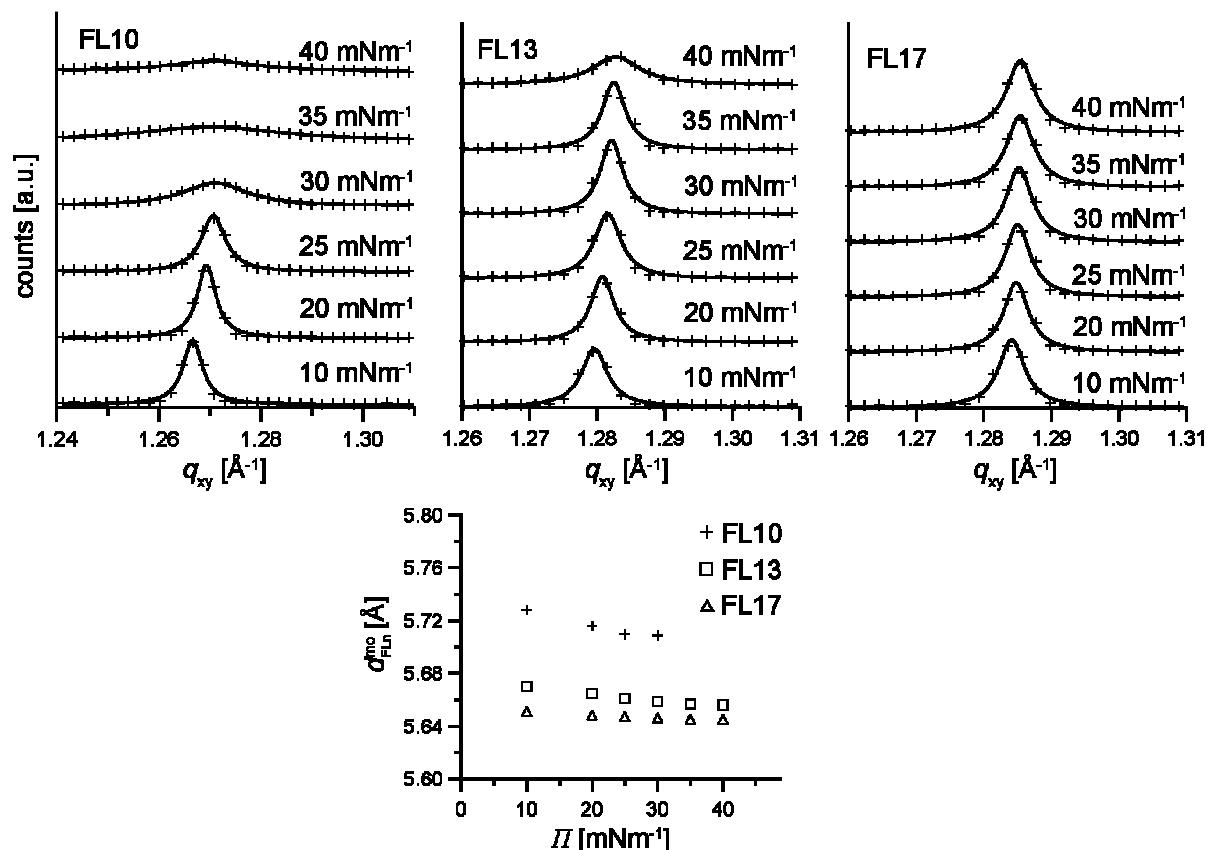 FL10
40 mNm⁻¹
35 mNm⁻¹
30 mNm⁻¹
25 mNm⁻¹
20 mNm⁻¹
10 mNm⁻¹
counts [a.u.]
1.24 1.26 1.28 1.30
q_xy [Å⁻¹]
FL13
40 mNm⁻¹
35 mNm⁻¹
30 mNm⁻¹
25 mNm⁻¹
20 mNm⁻¹
10 mNm⁻¹
1.26 1.27 1.28 1.29 1.30 1.31
q_xy [Å⁻¹]
FL17
40 mNm⁻¹
35 mNm⁻¹
30 mNm⁻¹
25 mNm⁻¹
20 mNm⁻¹
10 mNm⁻¹
1.26 1.27 1.28 1.29 1.30 1.31
q_xy [Å⁻¹]
5.80
5.76
5.72
5.68
5.64
5.60
d^mo_FLn [Å]
FL10
FL13
FL17
0 10 20 30 40
Π [mNm⁻¹]